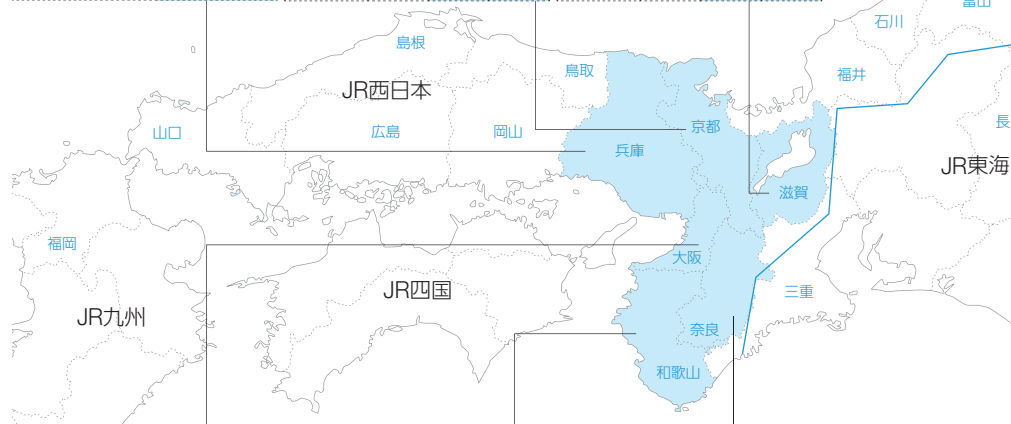 富山
石川
島根
鳥取
福井
JR西日本
長
山口
広島
岡山
京都
兵庫
JR東海
滋賀
福岡
大阪
JR四国
三重
JR九州
奈良
和歌山